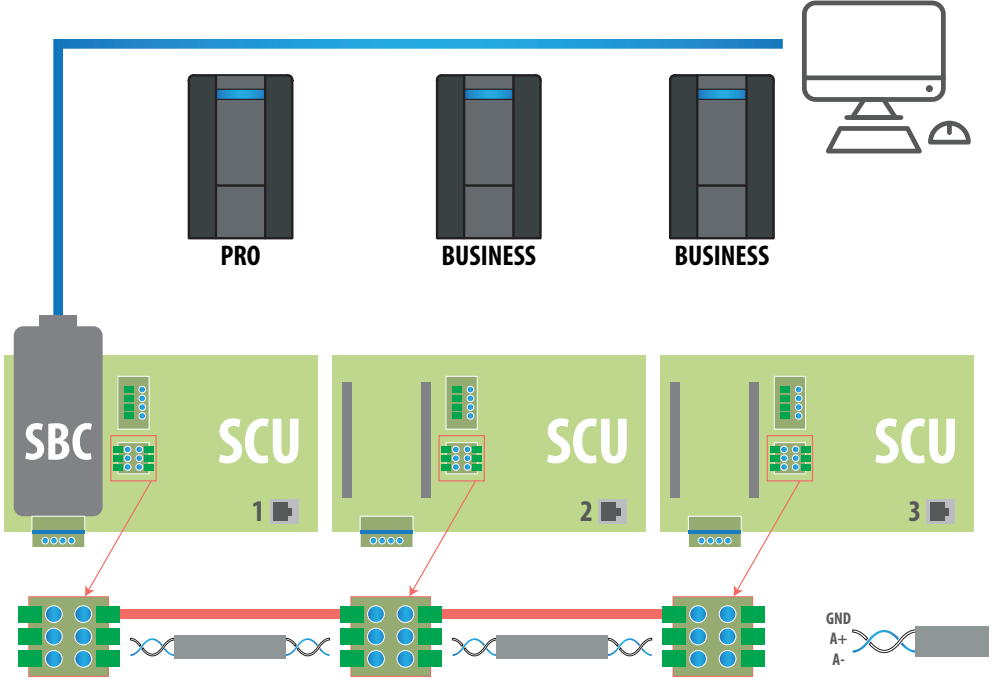 PRO
BUSINESS
BUSINESS
SBC
SCU
SCU
SCU
1
2
3
GND
A+
A-